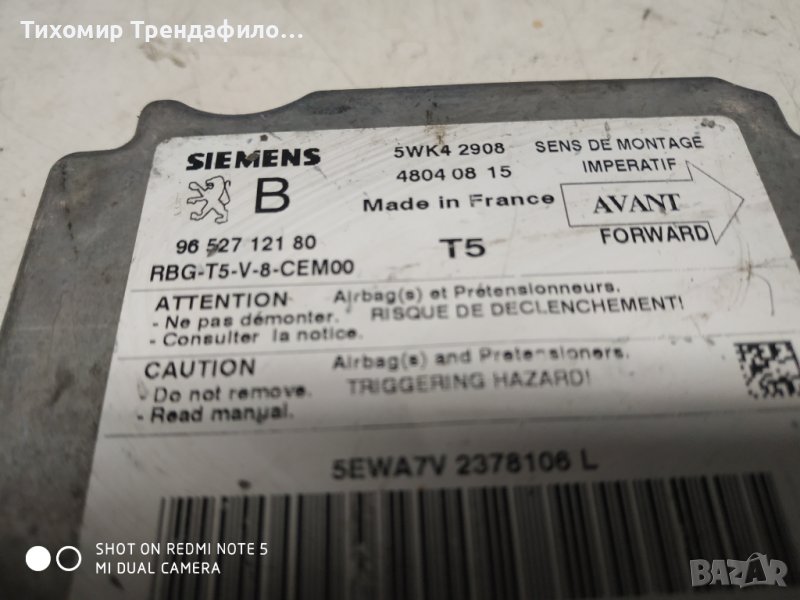 Тихомир Трендафило...
SIEMENS
B
5WK4 2908
4804 08 15
Made in France
SENS DE MONTAGE
IMPERATIF
AVANT
FORWARD
96 527 121 80
T5
RBG-T5-V-8-CEM00
ATTENTION
- Ne pas démonter.
- Consulter la notice.
Airbag(s) et Prétensionneurs.
RISQUE DE DECLENCHEMENT!
CAUTION
- Do not remove.
- Read manual.
Airbag(s) and Pretensioners.
TRIGGERING HAZARD!
5EWA7V 2378106 L
SHOT ON REDMI NOTE 5
MI DUAL CAMERA
BAZAR